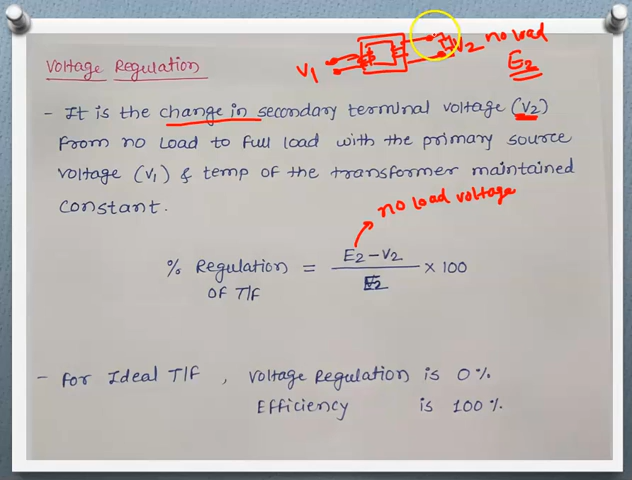 V1
V2 no load
E2
Voltage Regulation
- It is the change in secondary terminal voltage (V2)
From no Load to Full load with the primary source
voltage (V1) & temp of the transformer maintained
constant.
no load voltage
% Regulation = E2-V2 × 100
OF T/F
- For Ideal T/F, Voltage Regulation is 0%
Efficiency is 100%.